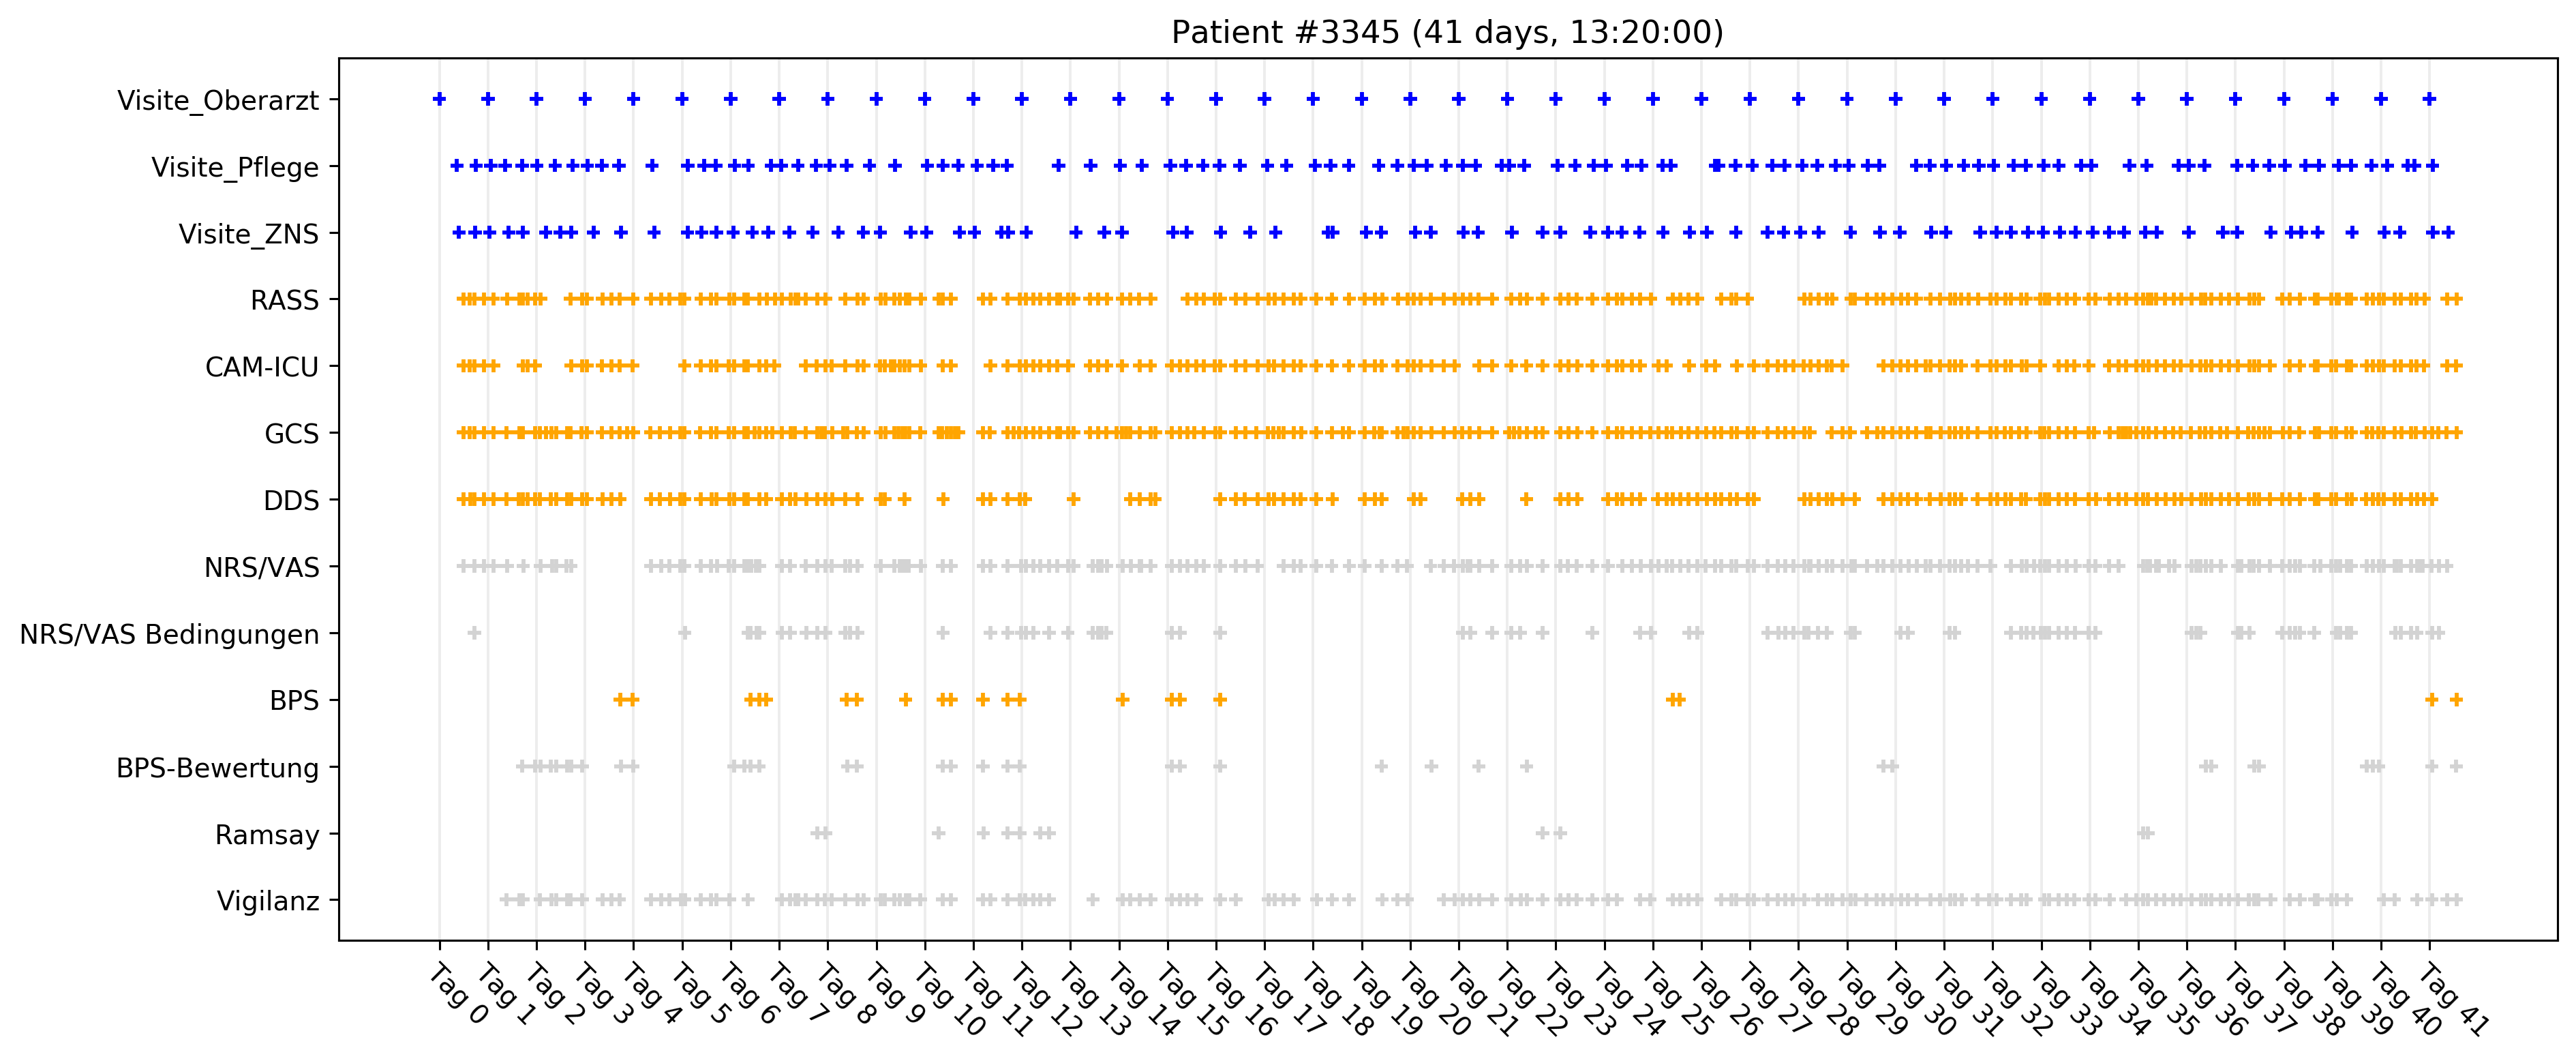 Patient #3345 (41 days, 13:20:00)
Visite_Oberarzt
Visite_Pflege
Visite_ZNS
RASS
CAM-ICU
GCS
DDS
NRS/VAS
NRS/VAS Bedingungen
BPS
BPS-Bewertung
Ramsay
Vigilanz
Tag 0
Tag 1
Tag 2
Tag 3
Tag 4
Tag 5
Tag 6
Tag 7
Tag 8
Tag 9
Tag 10
Tag 11
Tag 12
Tag 13
Tag 14
Tag 15
Tag 16
Tag 17
Tag 18
Tag 19
Tag 20
Tag 21
Tag 22
Tag 23
Tag 24
Tag 25
Tag 26
Tag 27
Tag 28
Tag 29
Tag 30
Tag 31
Tag 32
Tag 33
Tag 34
Tag 35
Tag 36
Tag 37
Tag 38
Tag 39
Tag 40
Tag 41